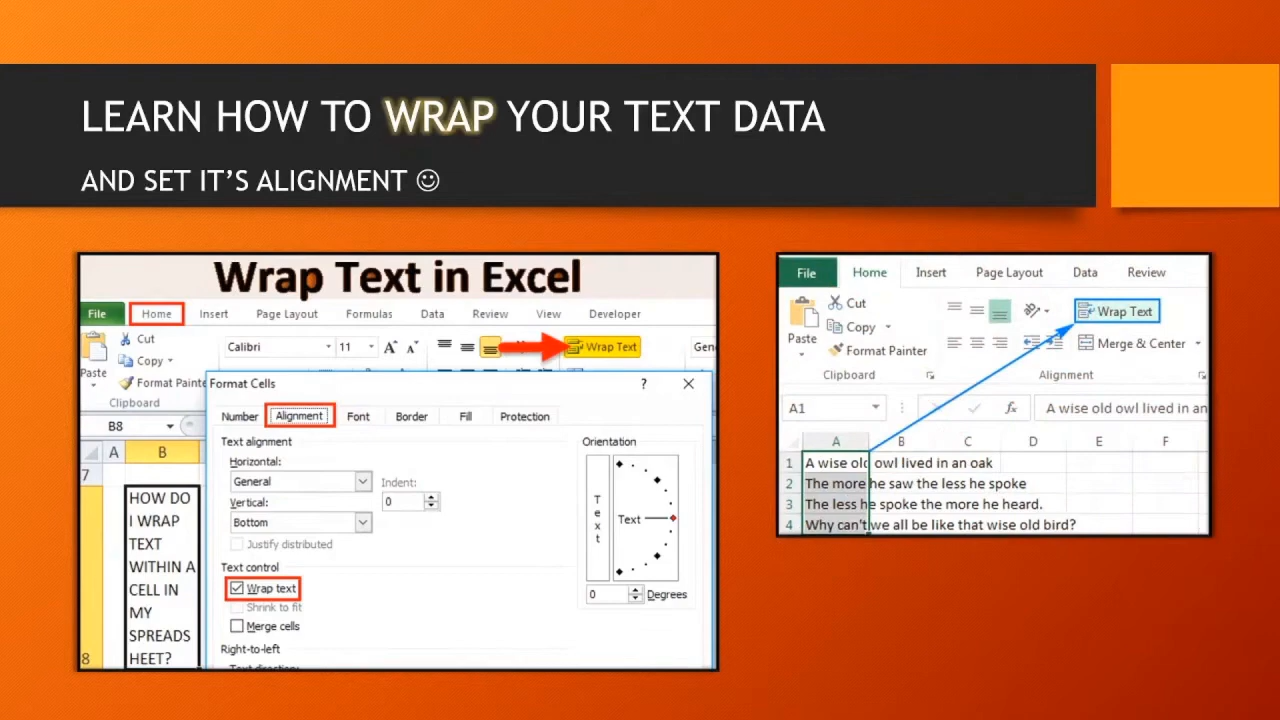 LEARN HOW TO WRAP YOUR TEXT DATA
AND SET IT'S ALIGNMENT ☺
Wrap Text in Excel
File Home Insert Page Layout Formulas Data Review View Developer
Cut
Calibri 11 A A Wrap Text
Copy
Paste
Format
Clipboard
B8
Format Cells ?
Number Alignment Font Border Fill Protection
Text alignment
Horizontal:
General
Indent:
0
Vertical:
Bottom
Justify distributed
Text control
Wrap text
Shrink to fit
Merge cells
Right-to-left
Orientation
Text
Text
0 Degrees
A B
7
8
HOW DO
I WRAP
TEXT
WITHIN A
CELL IN
MY
SPREADS
HEET?
File Home Insert Page Layout Data Review
Cut
Copy
Paste
Format Painter
Clipboard
Wrap Text
Merge & Center
Alignment
A1 fx A wise old owl lived in an
A B C D E F
1 A wise old owl lived in an oak
2 The more he saw the less he spoke
3 The less he spoke the more he heard.
4 Why can't we all be like that wise old bird?